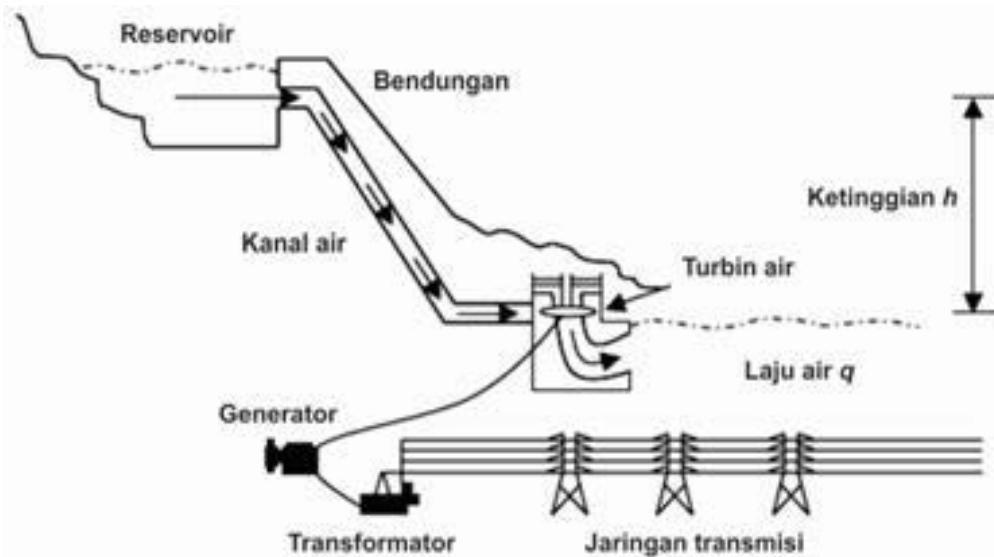 Reservoir
Bendungan
Ketinggian h
Kanal air
Turbin air
Laju air q
Generator
Transformator
Jaringan transmisi